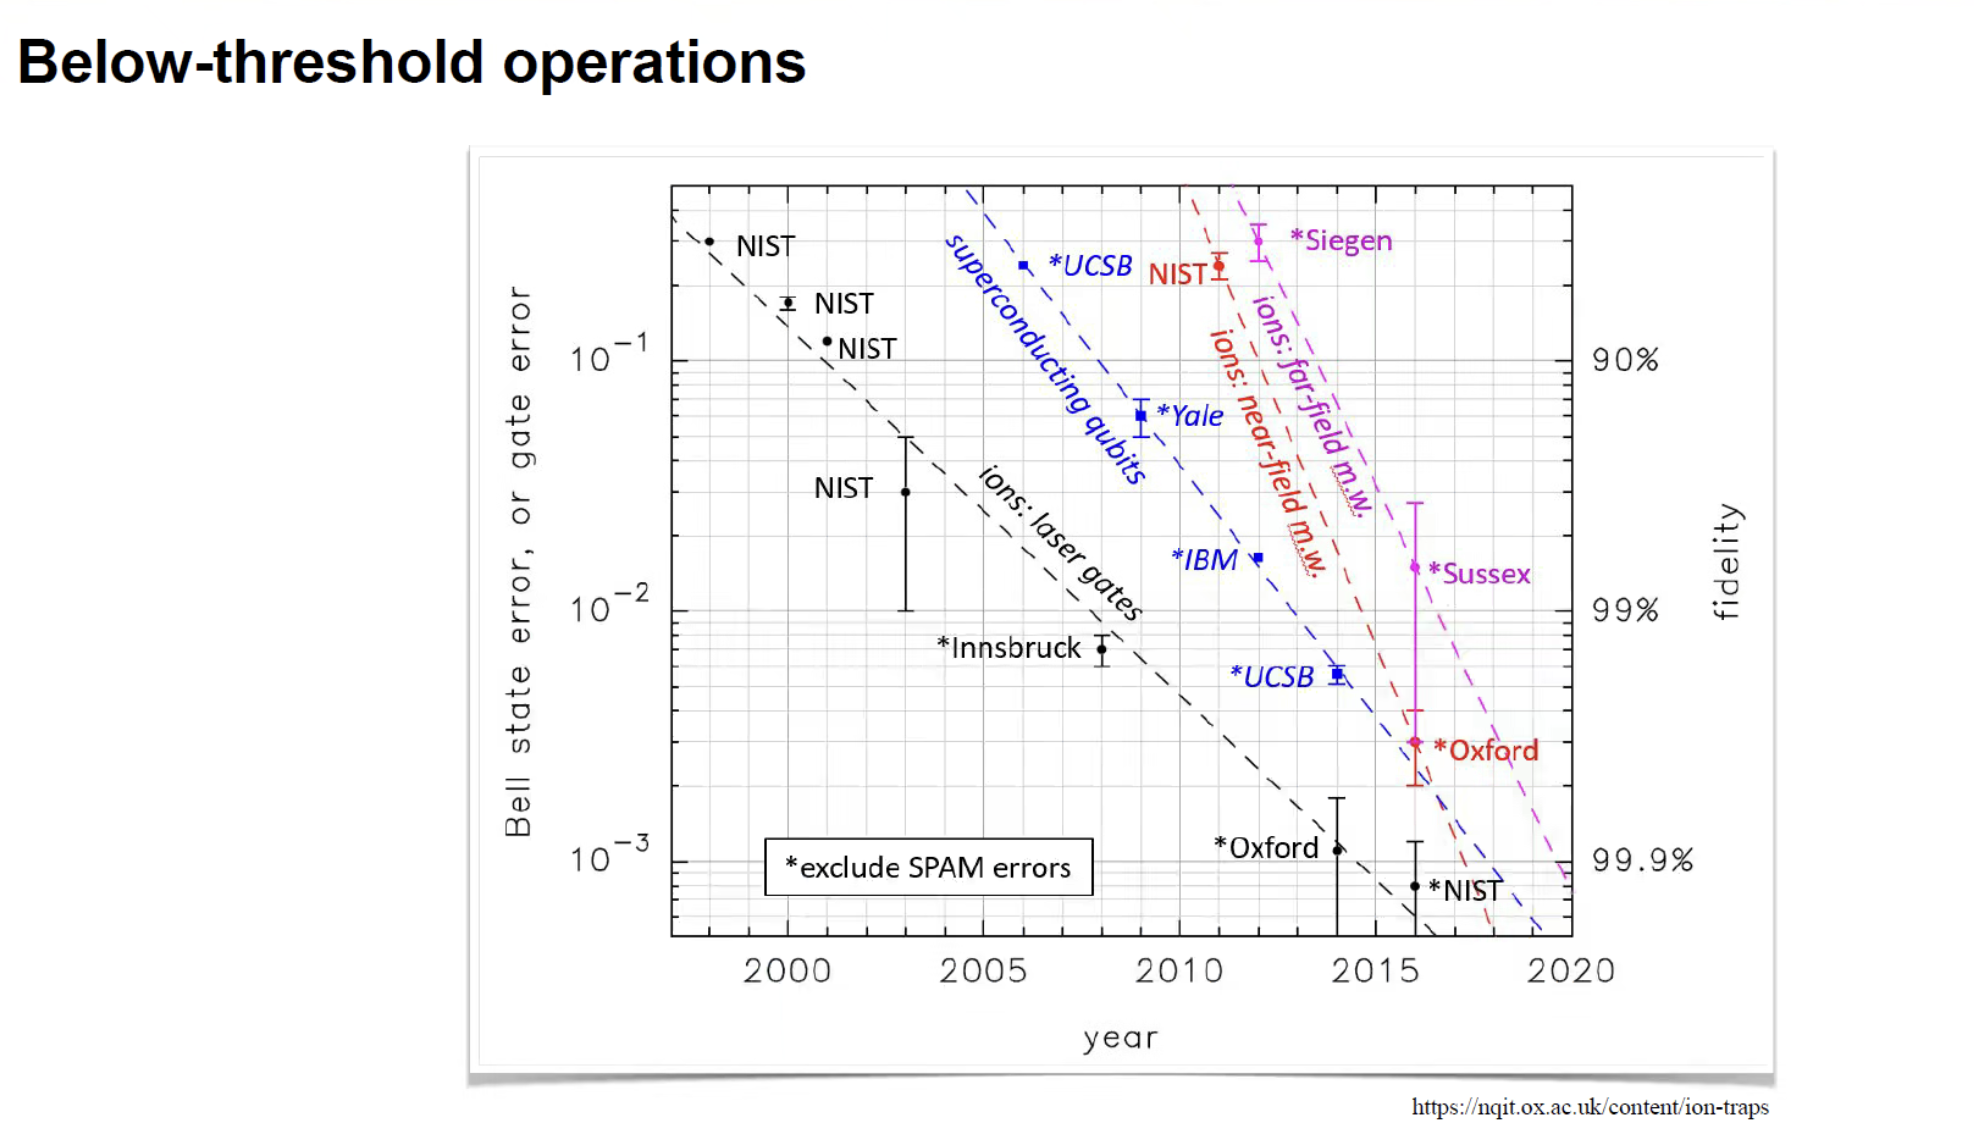 Below-threshold operations
Bell state error, or gate error
10⁻¹
10⁻²
10⁻³
NIST
NIST
NIST
NIST
*Innsbruck
*Oxford
*NIST
ions: laser gates
superconducting qubits
*UCSB
*Yale
*IBM
*UCSB
NIST
ions: near-field m.w.
*Oxford
*Siegen
ions: far-field m.w.
*Sussex
*exclude SPAM errors
90%
99%
99.9%
fidelity
2000 2005 2010 2015 2020
year
https://nqit.ox.ac.uk/content/ion-traps